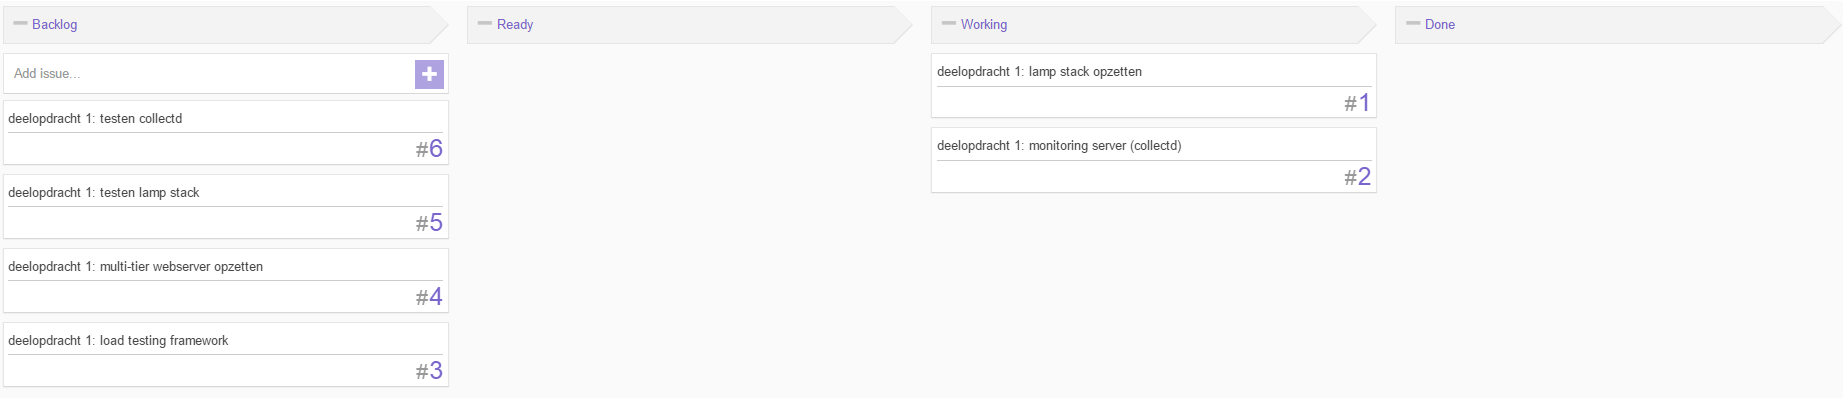 Backlog
Ready
Working
Done
Add issue...
deelopdracht 1: testen collectd
#6
deelopdracht 1: testen lamp stack
#5
deelopdracht 1: multi-tier webserver opzetten
#4
deelopdracht 1: load testing framework
#3
deelopdracht 1: lamp stack opzetten
#1
deelopdracht 1: monitoring server (collectd)
#2